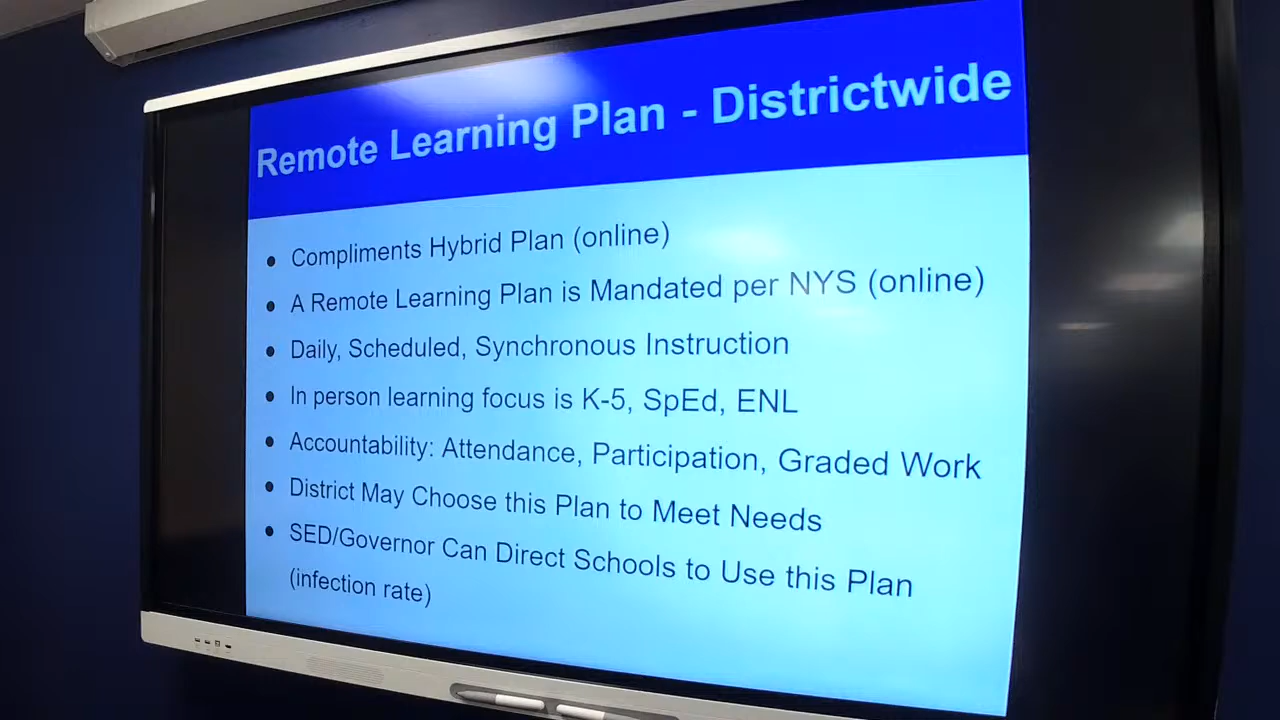 Remote Learning Plan - Districtwide
• Compliments Hybrid Plan (online)
• A Remote Learning Plan is Mandated per NYS (online)
• Daily, Scheduled, Synchronous Instruction
• In person learning focus is K-5, SpEd, ENL
• Accountability: Attendance, Participation, Graded Work
• District May Choose this Plan to Meet Needs
• SED/Governor Can Direct Schools to Use this Plan
(infection rate)